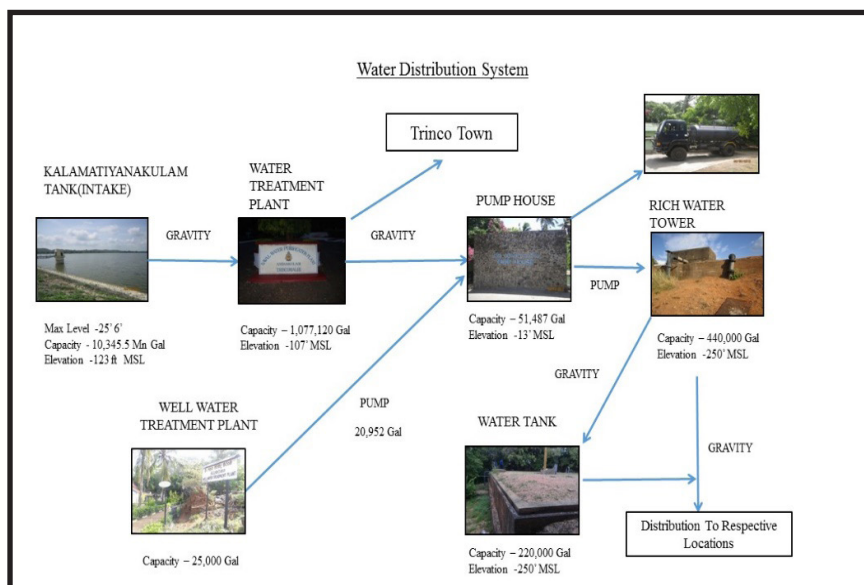 Water Distribution System
Trinco Town
KALAMATIYANAKULAM
TANK(INTAKE)
WATER
TREATMENT
PLANT
PUMP HOUSE
RICH WATER
TOWER
GRAVITY
GRAVITY
PUMP
Max Level -25' 6'
Capacity - 10,345.5 Mn Gal
Elevation -123 ft MSL
Capacity – 1,077,120 Gal
Elevation -107' MSL
Capacity – 51,487 Gal
Elevation -13' MSL
Capacity – 440,000 Gal
Elevation -250' MSL
GRAVITY
WELL WATER
TREATMENT PLANT
PUMP
20,952 Gal
WATER TANK
GRAVITY
Capacity – 25,000 Gal
Capacity – 220,000 Gal
Elevation -250' MSL
Distribution To Respective
Locations